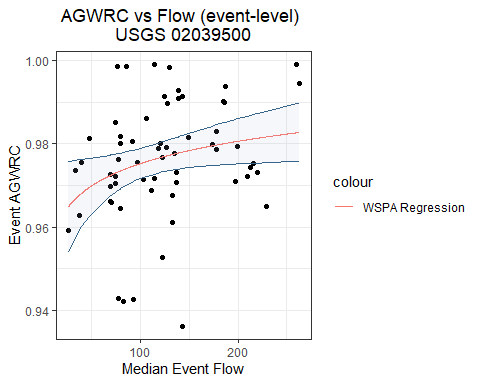 AGWRC vs Flow (event-level)
USGS 02039500
Event AGWRC
1.00
0.98
0.96
0.94
100 200
Median Event Flow
colour
WSPA Regression